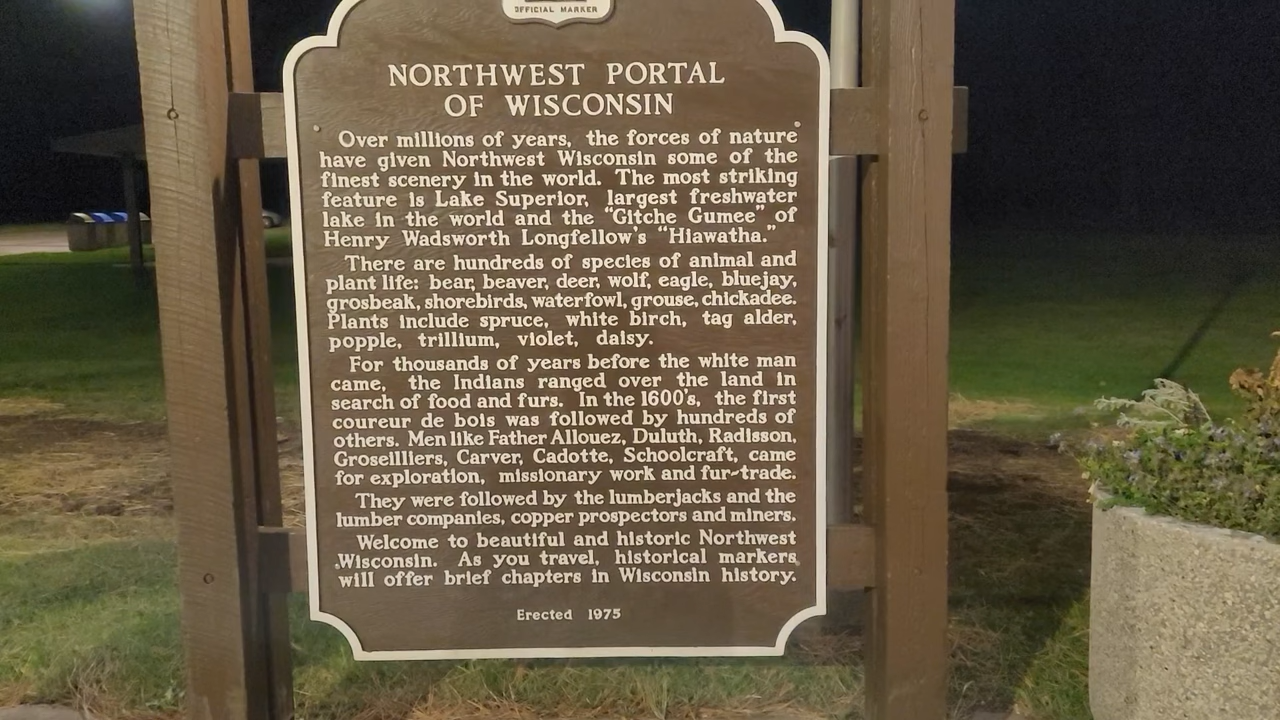 OFFICIAL MARKER
NORTHWEST PORTAL
OF WISCONSIN
Over millions of years, the forces of nature
have given Northwest Wisconsin some of the
finest scenery in the world. The most striking
feature is Lake Superior, largest freshwater
lake in the world and the "Gitche Gumee" of
Henry Wadsworth Longfellow's "Hiawatha."
There are hundreds of species of animal and
plant life: bear, beaver, deer, wolf, eagle, bluejay,
grosbeak, shorebirds, waterfowl, grouse, chickadee.
Plants include spruce, white birch, tag alder,
popple, trillium, violet, daisy.
For thousands of years before the white man
came, the Indians ranged over the land in
search of food and furs. In the 1600's, the first
coureur de bois was followed by hundreds of
others. Men like Father Allouez, Duluth, Radisson,
Groseilliers, Carver, Cadotte, Schoolcraft, came
for exploration, missionary work and fur-trade.
They were followed by the lumberjacks and the
lumber companies, copper prospectors and miners.
Welcome to beautiful and historic Northwest
Wisconsin. As you travel, historical markers
will offer brief chapters in Wisconsin history.
Erected 1975